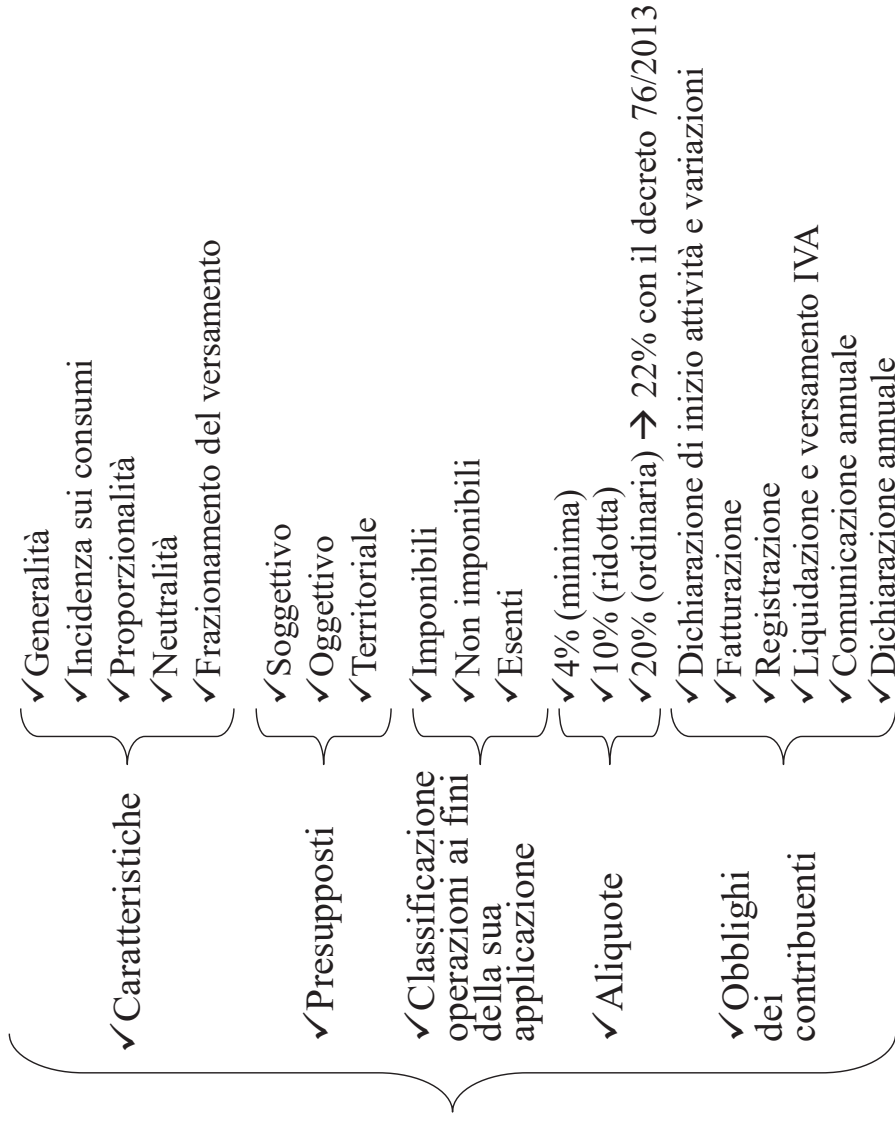 ✓Caratteristiche
✓Generalità
✓Incidenza sui consumi
✓Proporzionalità
✓Neutralità
✓Frazionamento del versamento
✓Presupposti
✓Soggettivo
✓Oggettivo
✓Territoriale
✓Classificazione
operazioni ai fini
della sua
applicazione
✓Imponibili
✓Non imponibili
✓Esenti
✓Aliquote
✓4% (minima)
✓10% (ridotta)
✓20% (ordinaria) → 22% con il decreto 76/2013
✓Obblighi
dei
contribuenti
✓Dichiarazione di inizio attività e variazioni
✓Fatturazione
✓Registrazione
✓Liquidazione e versamento IVA
✓Comunicazione annuale
✓Dichiarazione annuale